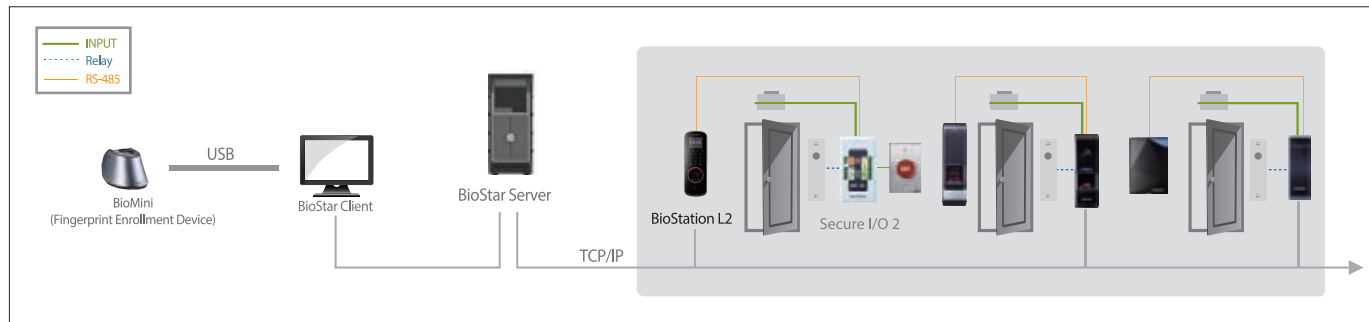 INPUT
Relay
RS-485
USB
BioMini
(Fingerprint Enrollment Device)
BioStar Client
BioStar Server
TCP/IP
BioStation L2
Secure I/O 2
EXIT